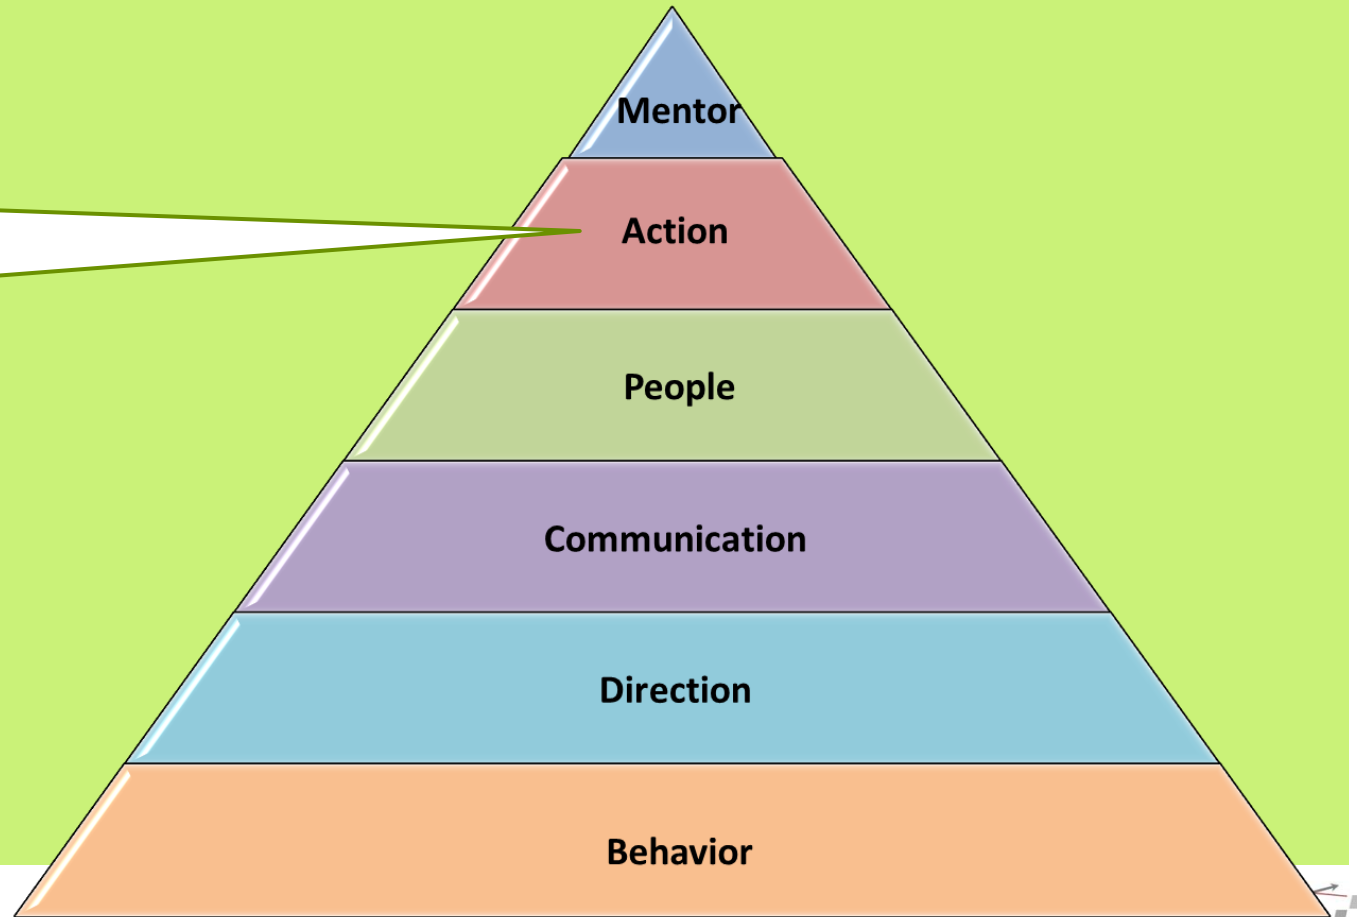 Mentor
Action
People
Communication
Direction
Behavior